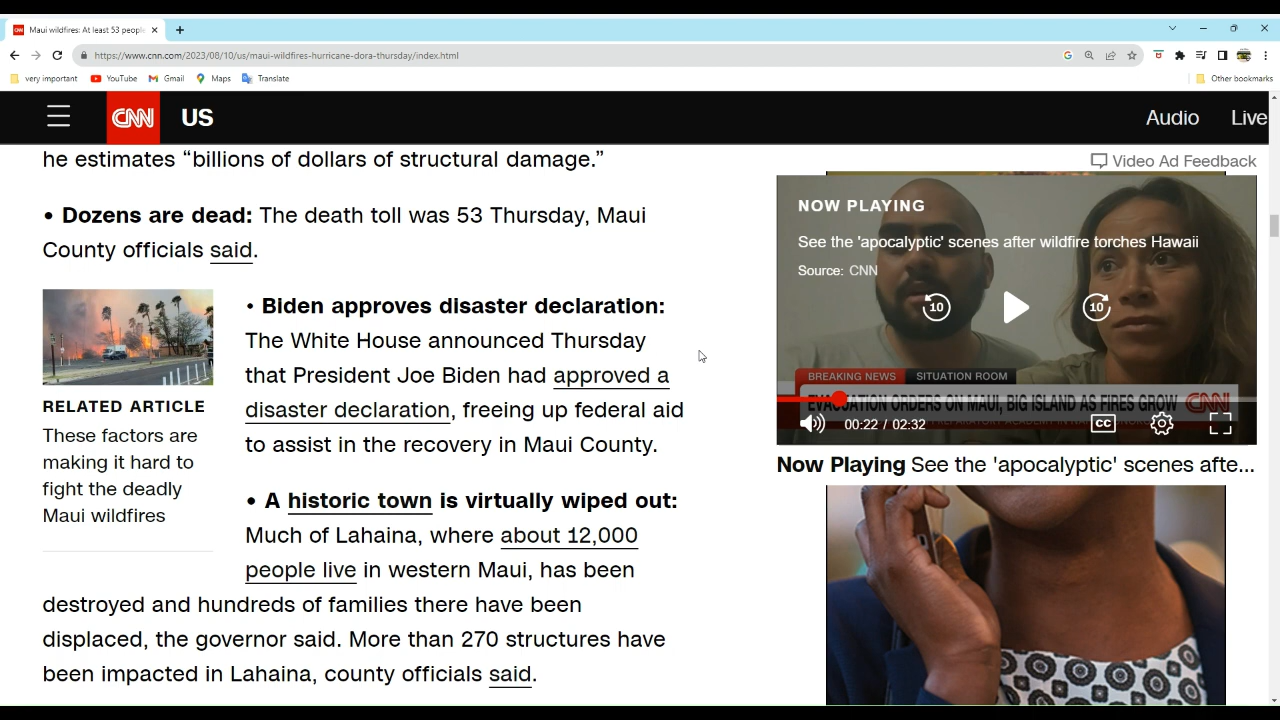 Maui wildfires: At least 53 people
https://www.cnn.com/2023/08/10/us/maui-wildfires-hurricane-dora-thursday/index.html
very important
YouTube
Gmail
Maps
Translate
Other bookmarks
CNN
US
Audio
Live
he estimates “billions of dollars of structural damage.”
• Dozens are dead: The death toll was 53 Thursday, Maui
County officials said.
RELATED ARTICLE
These factors are
making it hard to
fight the deadly
Maui wildfires
• Biden approves disaster declaration:
The White House announced Thursday
that President Joe Biden had approved a
disaster declaration, freeing up federal aid
to assist in the recovery in Maui County.
• A historic town is virtually wiped out:
Much of Lahaina, where about 12,000
people live in western Maui, has been
destroyed and hundreds of families there have been
displaced, the governor said. More than 270 structures have
been impacted in Lahaina, county officials said.
Video Ad Feedback
NOW PLAYING
See the 'apocalyptic' scenes after wildfire torches Hawaii
Source: CNN
10
10
BREAKING NEWS SITUATION ROOM
EVACUATION ORDERS ON MAUI, BIG ISLAND AS FIRES GROW
CNN
00:22 / 02:32
CC
Now Playing See the 'apocalyptic' scenes afte...